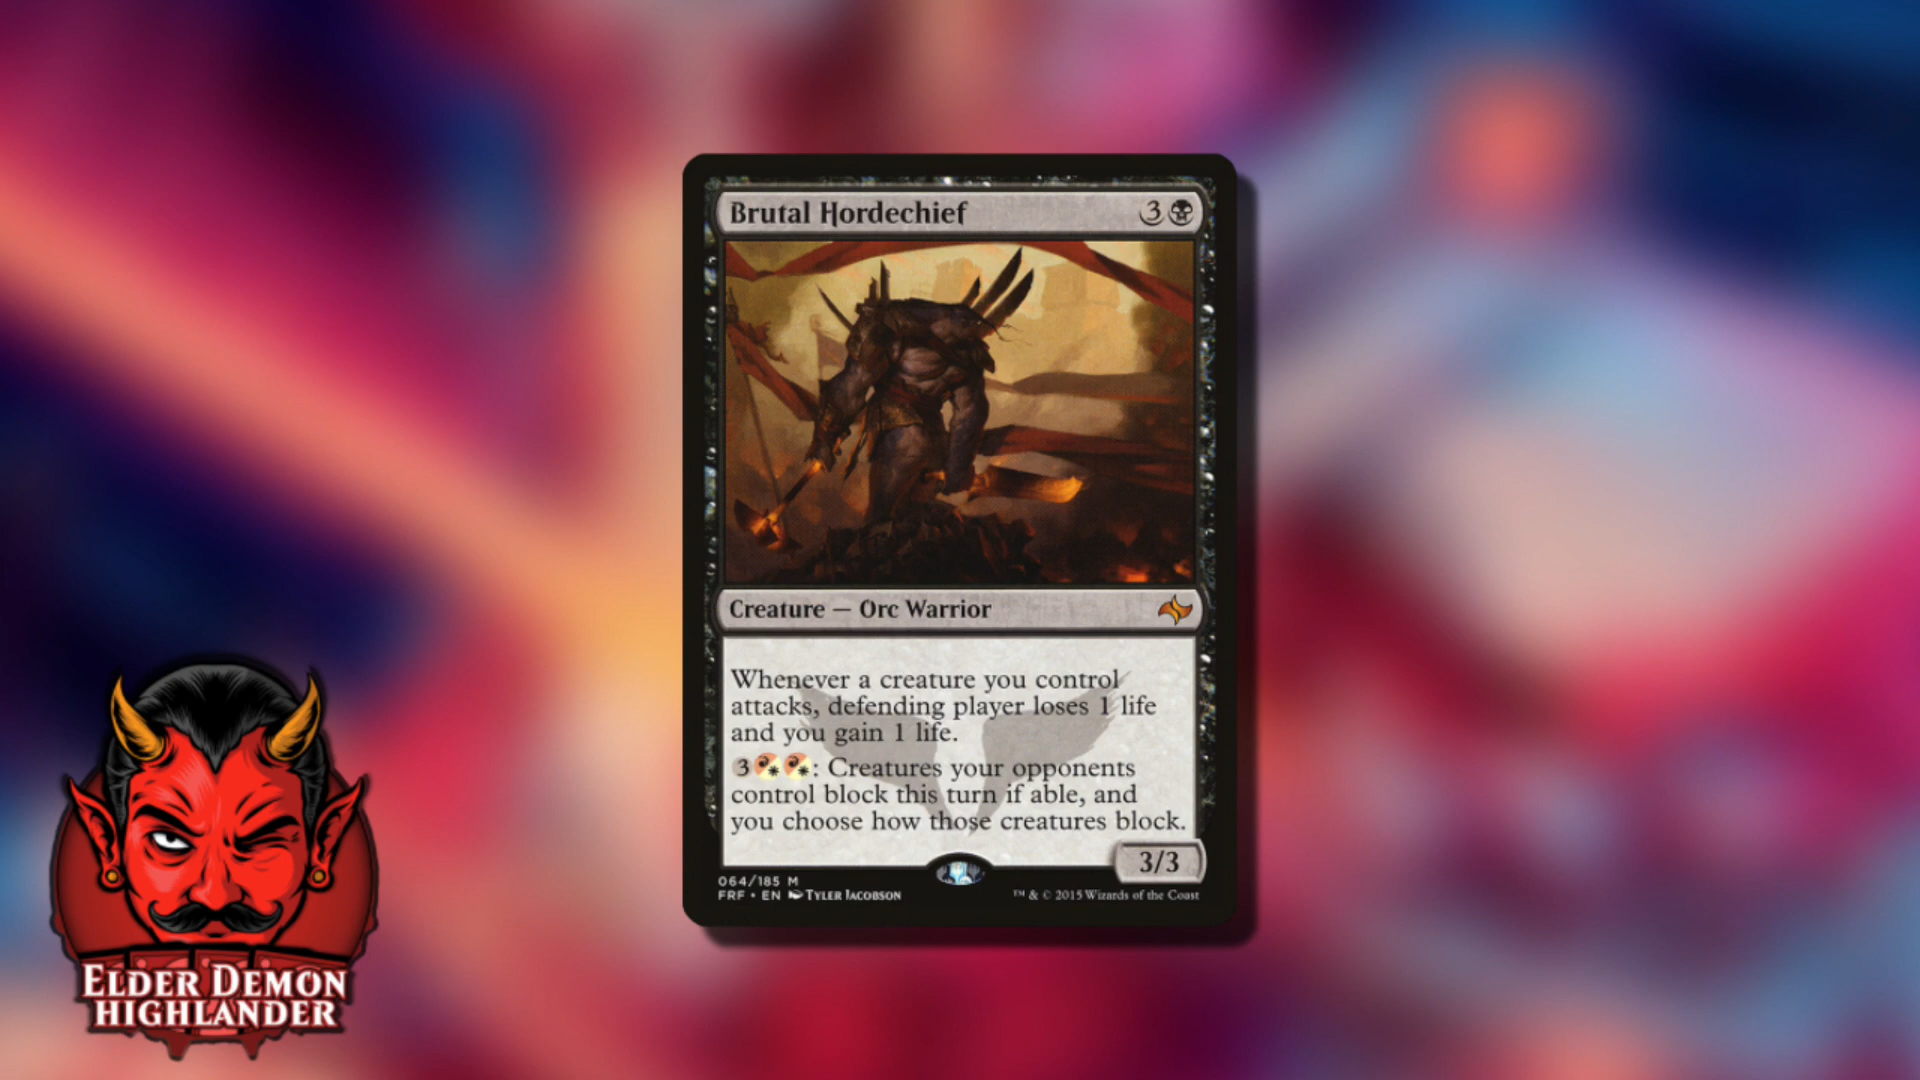 Brutal Hordechief 3
Creature — Orc Warrior
Whenever a creature you control
attacks, defending player loses 1 life
and you gain 1 life.
3: Creatures your opponents
control block this turn if able, and
you choose how those creatures block.
3/3
064/185 M
FRF • EN Tyler Jacobson
™ & © 2015 Wizards of the Coast
Elder Demon
Highlander